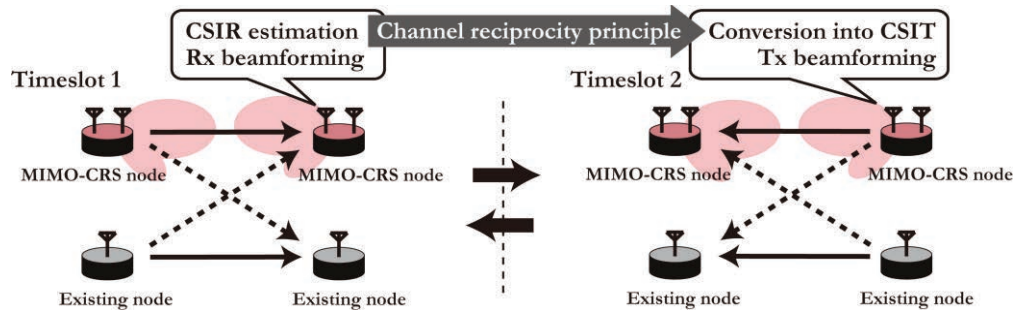 CSIR estimation
Rx beamforming
Channel reciprocity principle
Conversion into CSIT
Tx beamforming
Timeslot 1
Timeslot 2
MIMO-CRS node
MIMO-CRS node
MIMO-CRS node
MIMO-CRS node
Existing node
Existing node
Existing node
Existing node